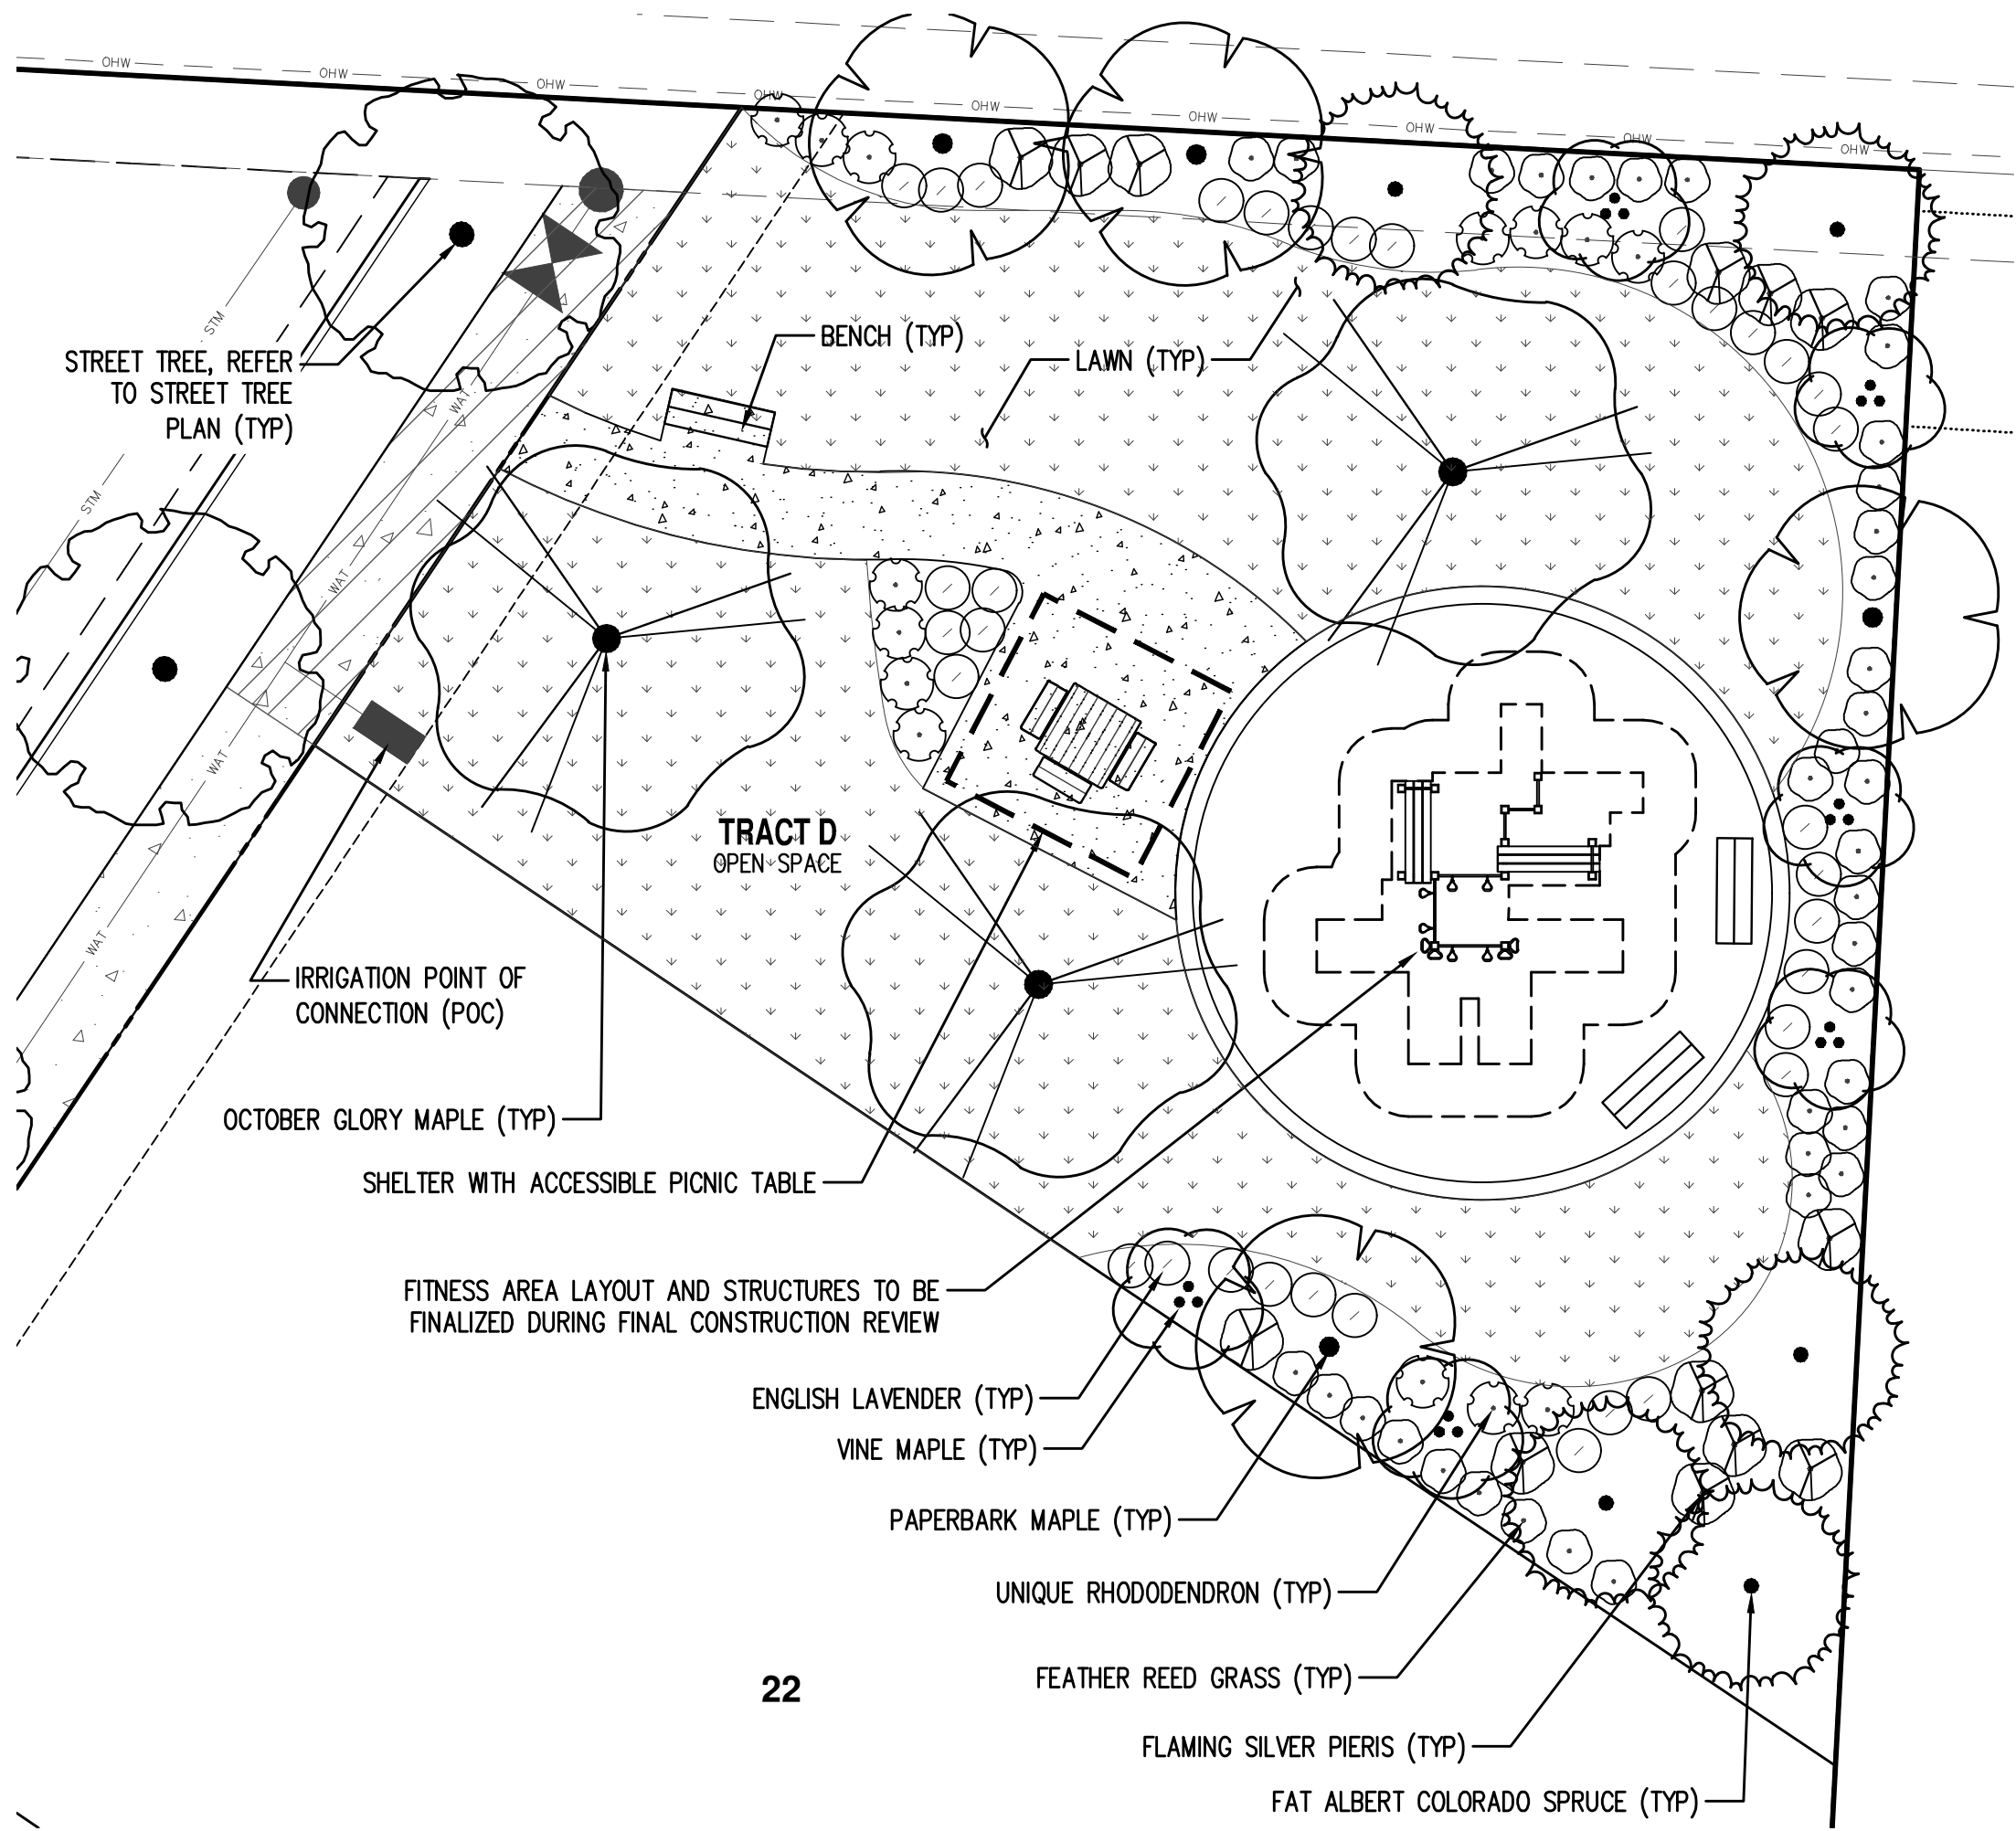 OHW
OHW
OHW
OHW
OHW
OHW
OHW
OHW
OHW
STM
BENCH (TYP)
LAWN (TYP)
STREET TREE, REFER
TO STREET TREE
PLAN (TYP)
WAT
STM
WAT
WAT
TRACT D
OPEN SPACE
WAT
IRRIGATION POINT OF
CONNECTION (POC)
OCTOBER GLORY MAPLE (TYP)
SHELTER WITH ACCESSIBLE PICNIC TABLE
FITNESS AREA LAYOUT AND STRUCTURES TO BE
FINALIZED DURING FINAL CONSTRUCTION REVIEW
ENGLISH LAVENDER (TYP)
VINE MAPLE (TYP)
PAPERBARK MAPLE (TYP)
UNIQUE RHODODENDRON (TYP)
FEATHER REED GRASS (TYP)
22
FLAMING SILVER PIERIS (TYP)
FAT ALBERT COLORADO SPRUCE (TYP)